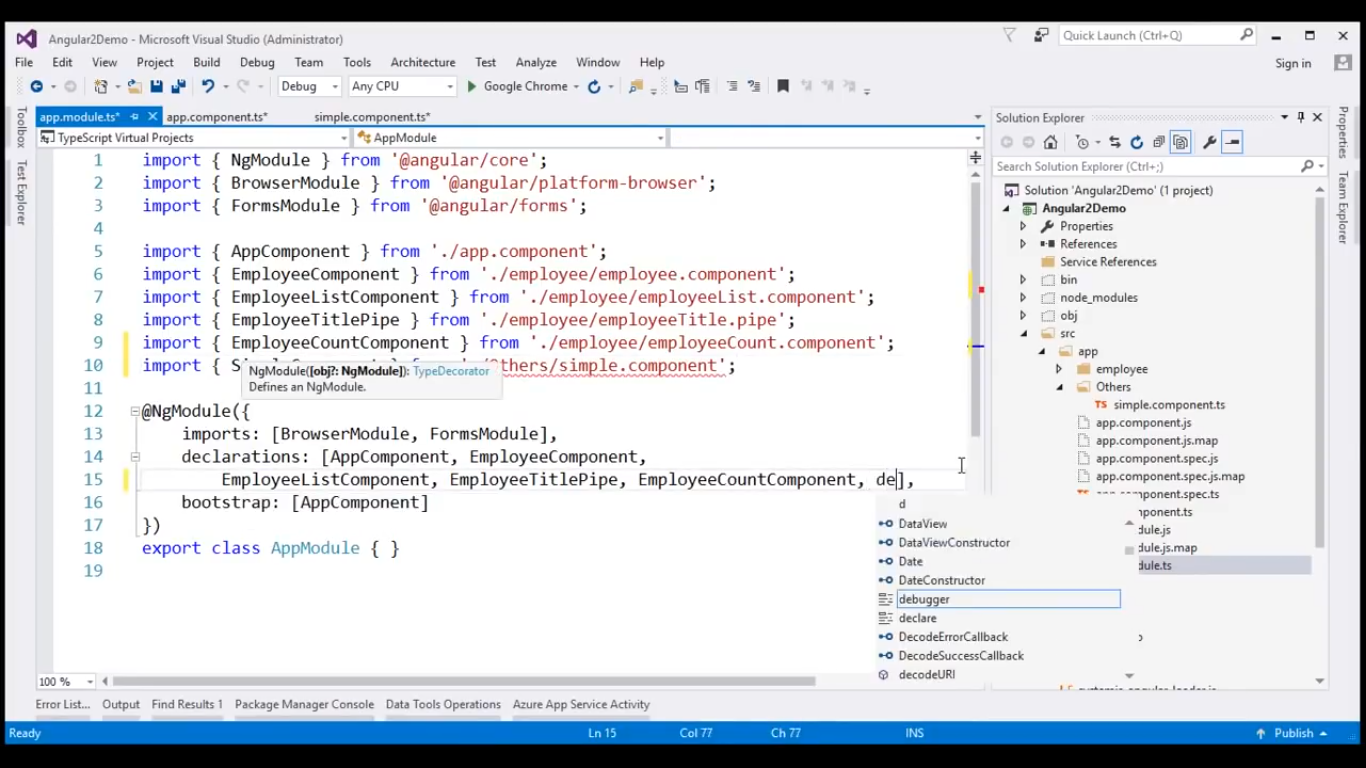 Angular2Demo - Microsoft Visual Studio (Administrator)
Quick Launch (Ctrl+Q)
File Edit View Project Build Debug Team Tools Architecture Test Analyze Window Help
Sign in
Debug Any CPU Google Chrome
app.module.ts* app.component.ts* simple.component.ts*
TypeScript Virtual Projects AppModule
Toolbox
Test Explorer
1 import { NgModule } from '@angular/core';
2 import { BrowserModule } from '@angular/platform-browser';
3 import { FormsModule } from '@angular/forms';
4
5 import { AppComponent } from './app.component';
6 import { EmployeeComponent } from './employee/employee.component';
7 import { EmployeeListComponent } from './employee/employeeList.component';
8 import { EmployeeTitlePipe } from './employee/employeeTitle.pipe';
9 import { EmployeeCountComponent } from './employee/employeeCount.component';
10 import { /simple.component';
NgModule([obj?: NgModule]): TypeDecorator
Defines an NgModule.
11
12 @NgModule({
13 imports: [BrowserModule, FormsModule],
14 declarations: [AppComponent, EmployeeComponent,
15 EmployeeListComponent, EmployeeTitlePipe, EmployeeCountComponent, de],
16 bootstrap: [AppComponent]
17 })
18 export class AppModule { }
19
d
DataView
DataViewConstructor
Date
DateConstructor
debugger
declare
DecodeErrorCallback
DecodeSuccessCallback
decodeURI
Solution Explorer
Search Solution Explorer (Ctrl+;)
Solution 'Angular2Demo' (1 project)
Angular2Demo
Properties
References
Service References
bin
node_modules
obj
src
app
employee
Others
TS simple.component.ts
app.component.js
app.component.js.map
app.component.spec.js
app.component.spec.js.map
app.component.spec.ts
ponent.ts
dule.js
dule.js.map
dule.ts
Properties
Team Explorer
100 %
Error List... Output Find Results 1 Package Manager Console Data Tools Operations Azure App Service Activity
Ready Ln 15 Col 77 Ch 77 INS Publish